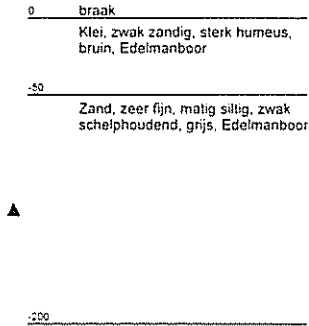 0 braak
Klei, zwak zandig, sterk humeus,
bruin, Edelmanboor
-50
Zand, zeer fijn, matig siltig, zwak
schelphoudend, grijs, Edelmanboor
-200